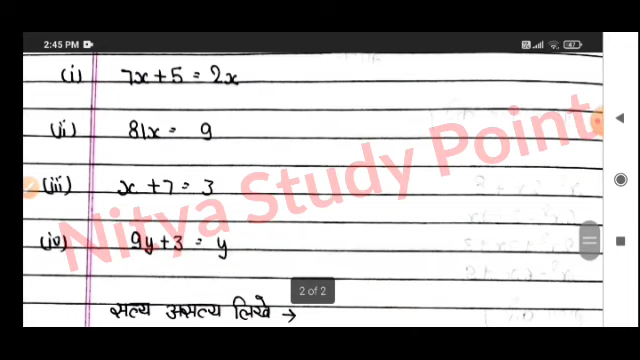 2:45 PM
47
(i) 7x + 5 = 2x
(ii) 81x = 9
(iii) x + 7 = 3
(iv) 9y + 3 = y
Nitya Study Point
2 of 2
सत्य असत्य लिखे →